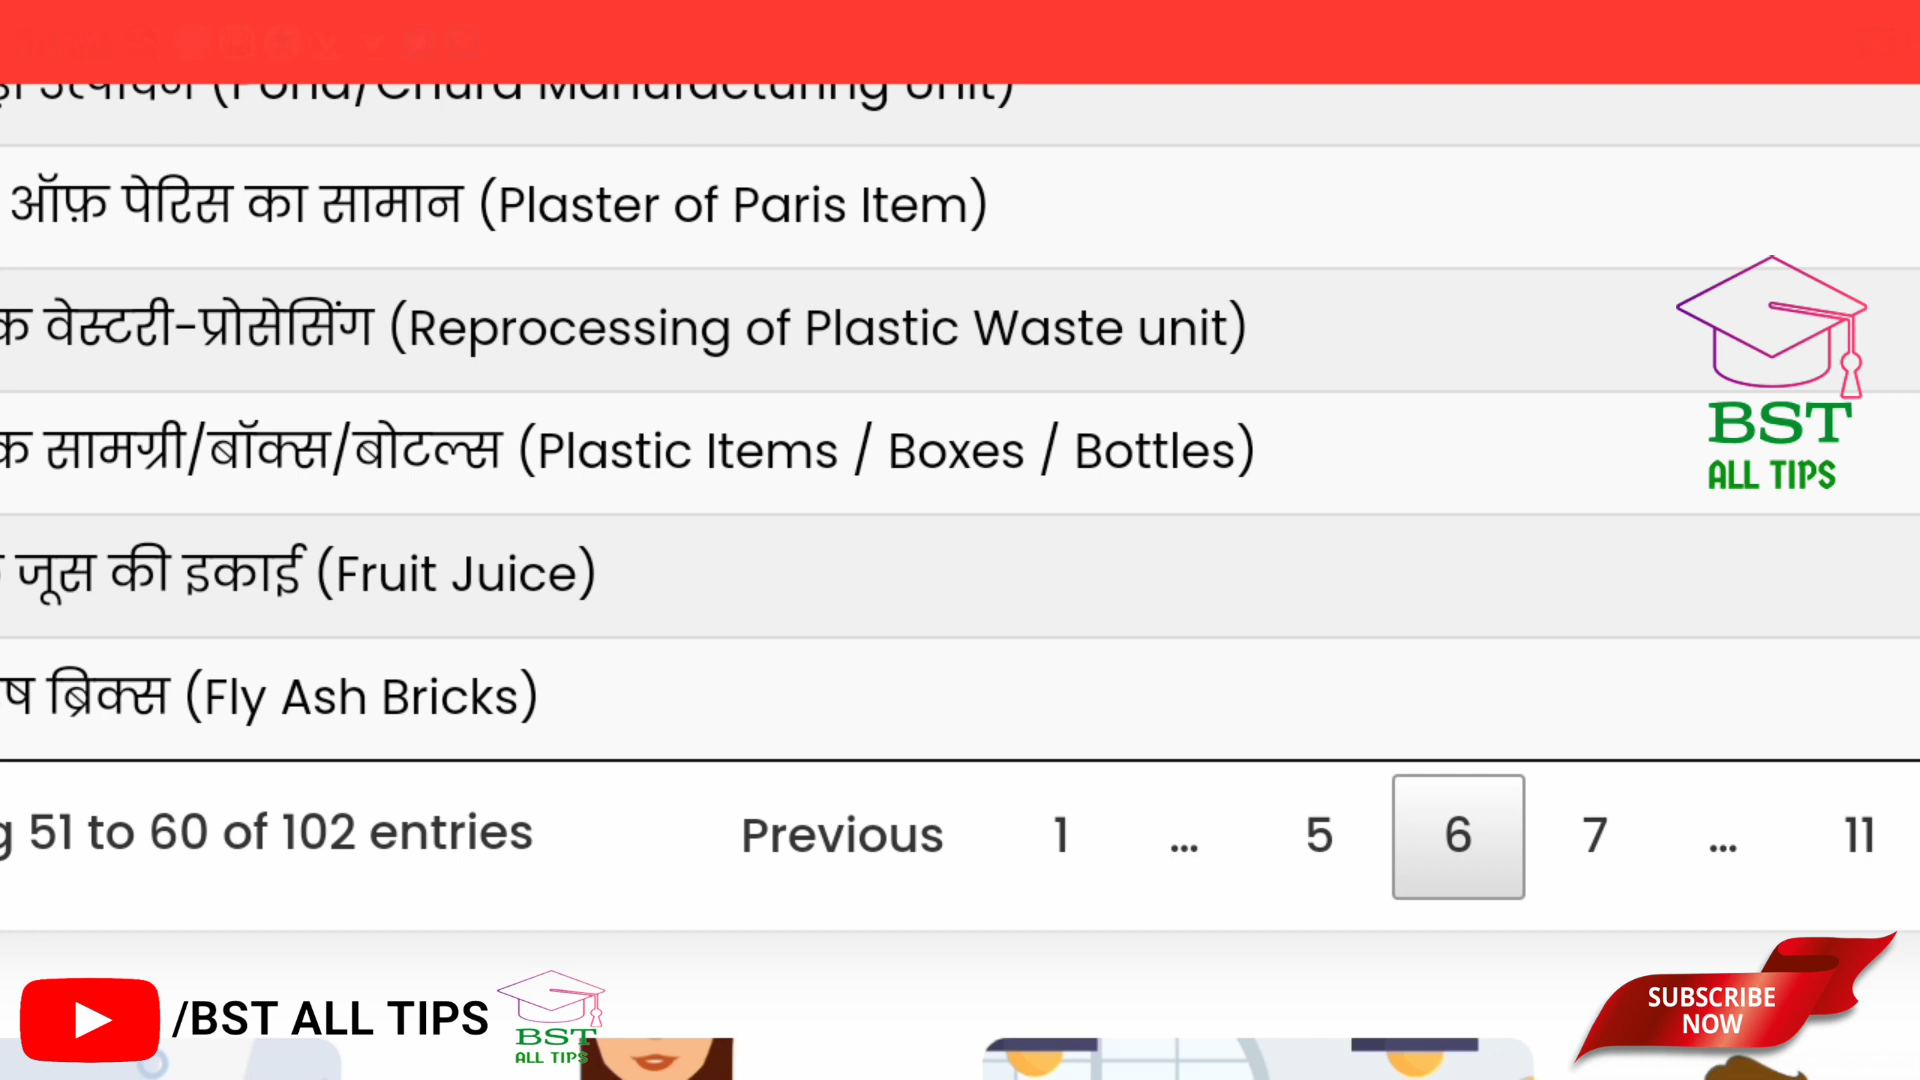 Manufacturing Unit)
ऑफ़ पेरिस का सामान (Plaster of Paris Item)
वेस्टरी-प्रोसेसिंग (Reprocessing of Plastic Waste unit)
सामग्री/बॉक्स/बोटल्स (Plastic Items / Boxes / Bottles)
जूस की इकाई (Fruit Juice)
ब्रिक्स (Fly Ash Bricks)
51 to 60 of 102 entries
Previous 1 ... 5 6 7 ... 11
BST
ALL TIPS
/BST ALL TIPS
BST
ALL TIPS
SUBSCRIBE
NOW